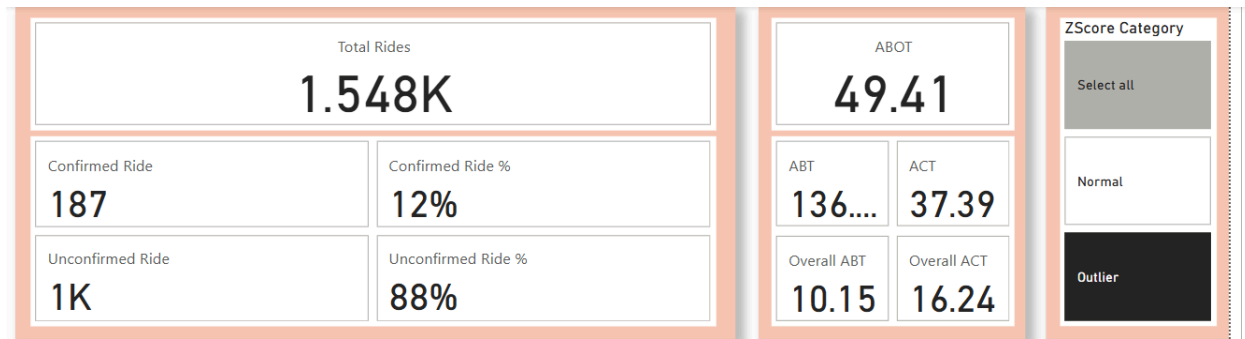 Total Rides
1.548K
Confirmed Ride
187
Confirmed Ride %
12%
Unconfirmed Ride
1K
Unconfirmed Ride %
88%
ABOT
49.41
ABT
136....
ACT
37.39
Overall ABT
10.15
Overall ACT
16.24
ZScore Category
Select all
Normal
Outlier